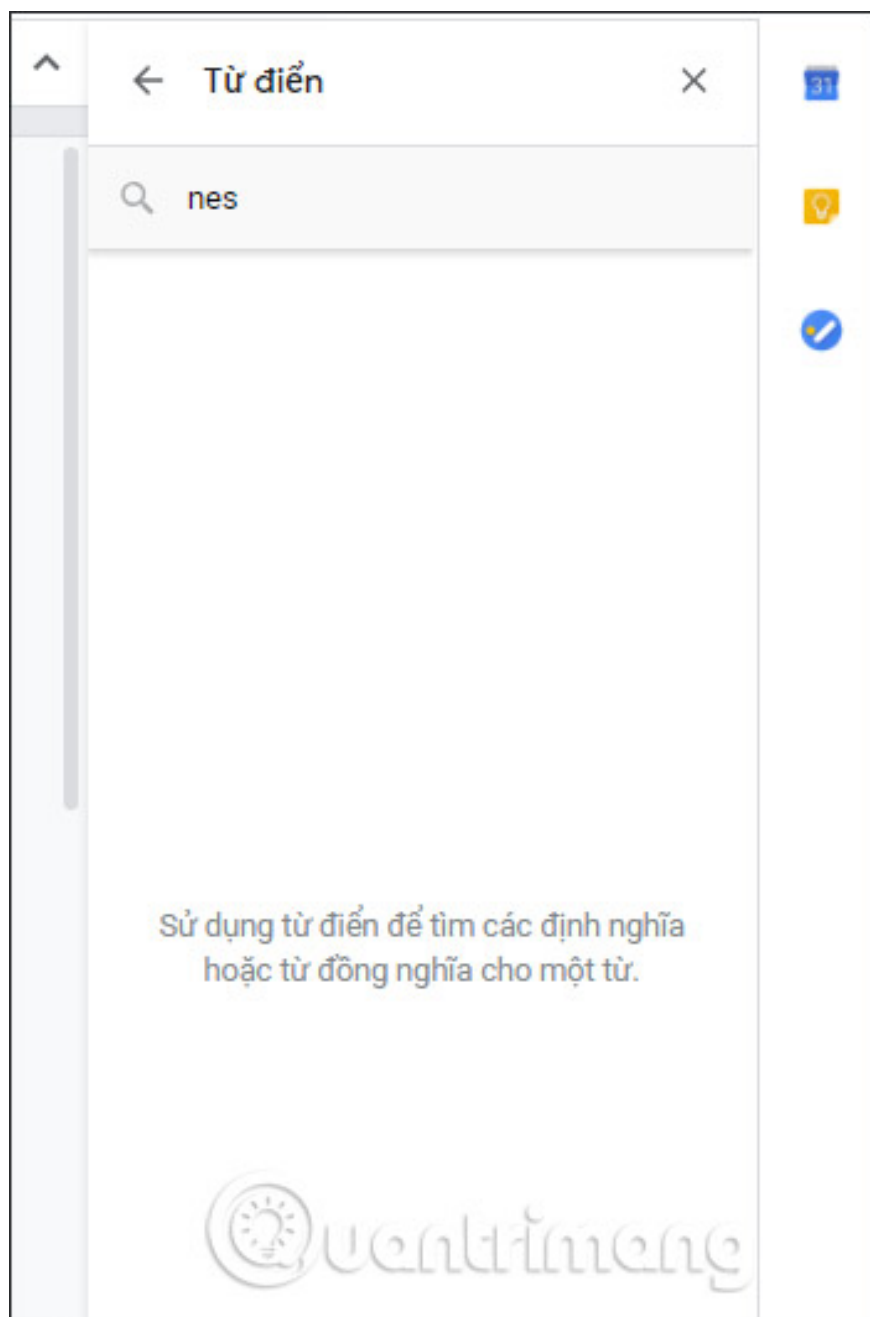 Từ điển
31
nes
Sử dụng từ điển để tìm các định nghĩa
hoặc từ đồng nghĩa cho một từ.
Quantrimang